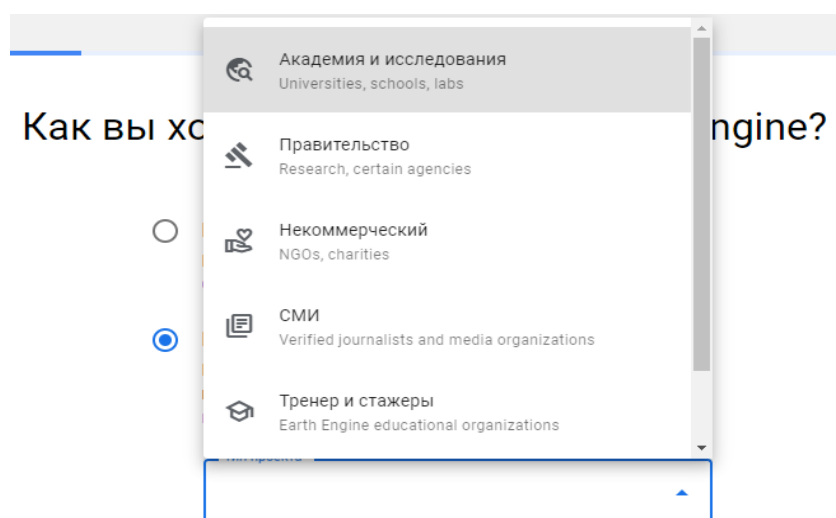 Академия и исследования
Universities, schools, labs
Как вы ngine?
Правительство
Research, certain agencies
Некоммерческий
NGOs, charities
СМИ
Verified journalists and media organizations
Тренер и стажеры
Earth Engine educational organizations